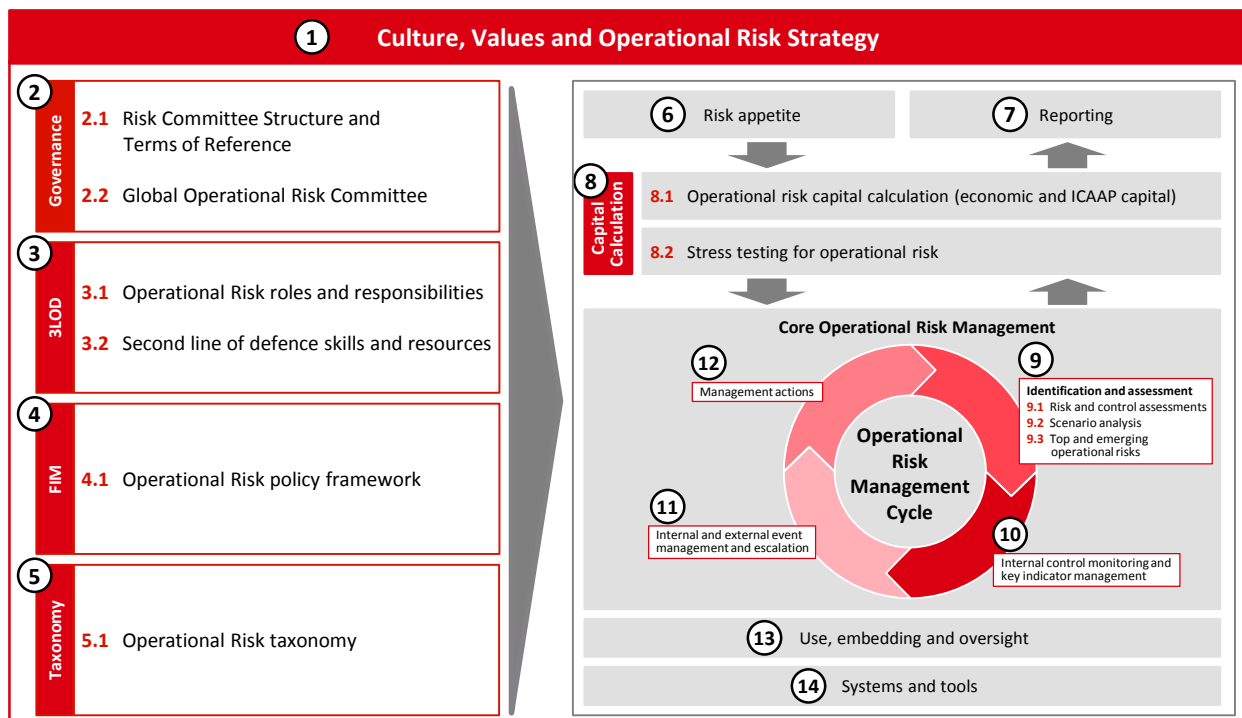 1 Culture, Values and Operational Risk Strategy
2
Governance
2.1 Risk Committee Structure and
Terms of Reference
2.2 Global Operational Risk Committee
3
3LOD
3.1 Operational Risk roles and responsibilities
3.2 Second line of defence skills and resources
4
FIM
4.1 Operational Risk policy framework
5
Taxonomy
5.1 Operational Risk taxonomy
6 Risk appetite
7 Reporting
8
Capital
Calculation
8.1 Operational risk capital calculation (economic and ICAAP capital)
8.2 Stress testing for operational risk
Core Operational Risk Management
Operational
Risk
Management
Cycle
9
Identification and assessment
9.1 Risk and control assessments
9.2 Scenario analysis
9.3 Top and emerging
operational risks
10
Internal control monitoring and
key indicator management
11
Internal and external event
management and escalation
12
Management actions
13 Use, embedding and oversight
14 Systems and tools